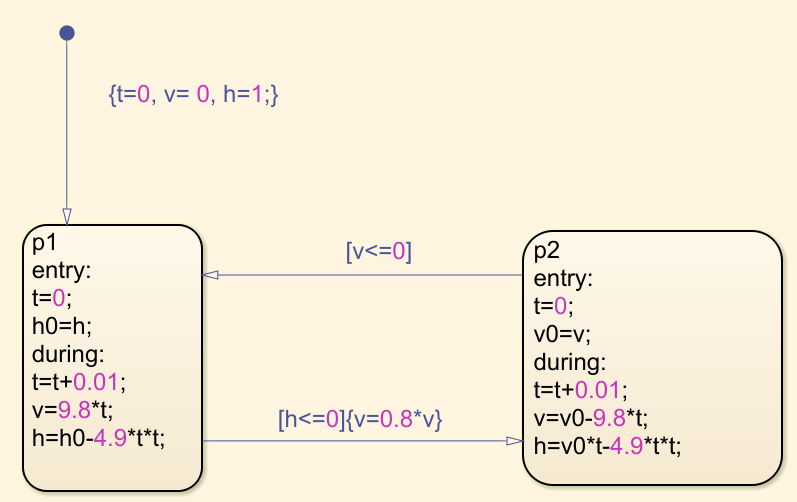 {t=0, v= 0, h=1;}
p1
entry:
t=0;
h0=h;
during:
t=t+0.01;
v=9.8*t;
h=h0-4.9*t*t;
[v<=0]
[h<=0]{v=0.8*v}
p2
entry:
t=0;
v0=v;
during:
t=t+0.01;
v=v0-9.8*t;
h=v0*t-4.9*t*t;